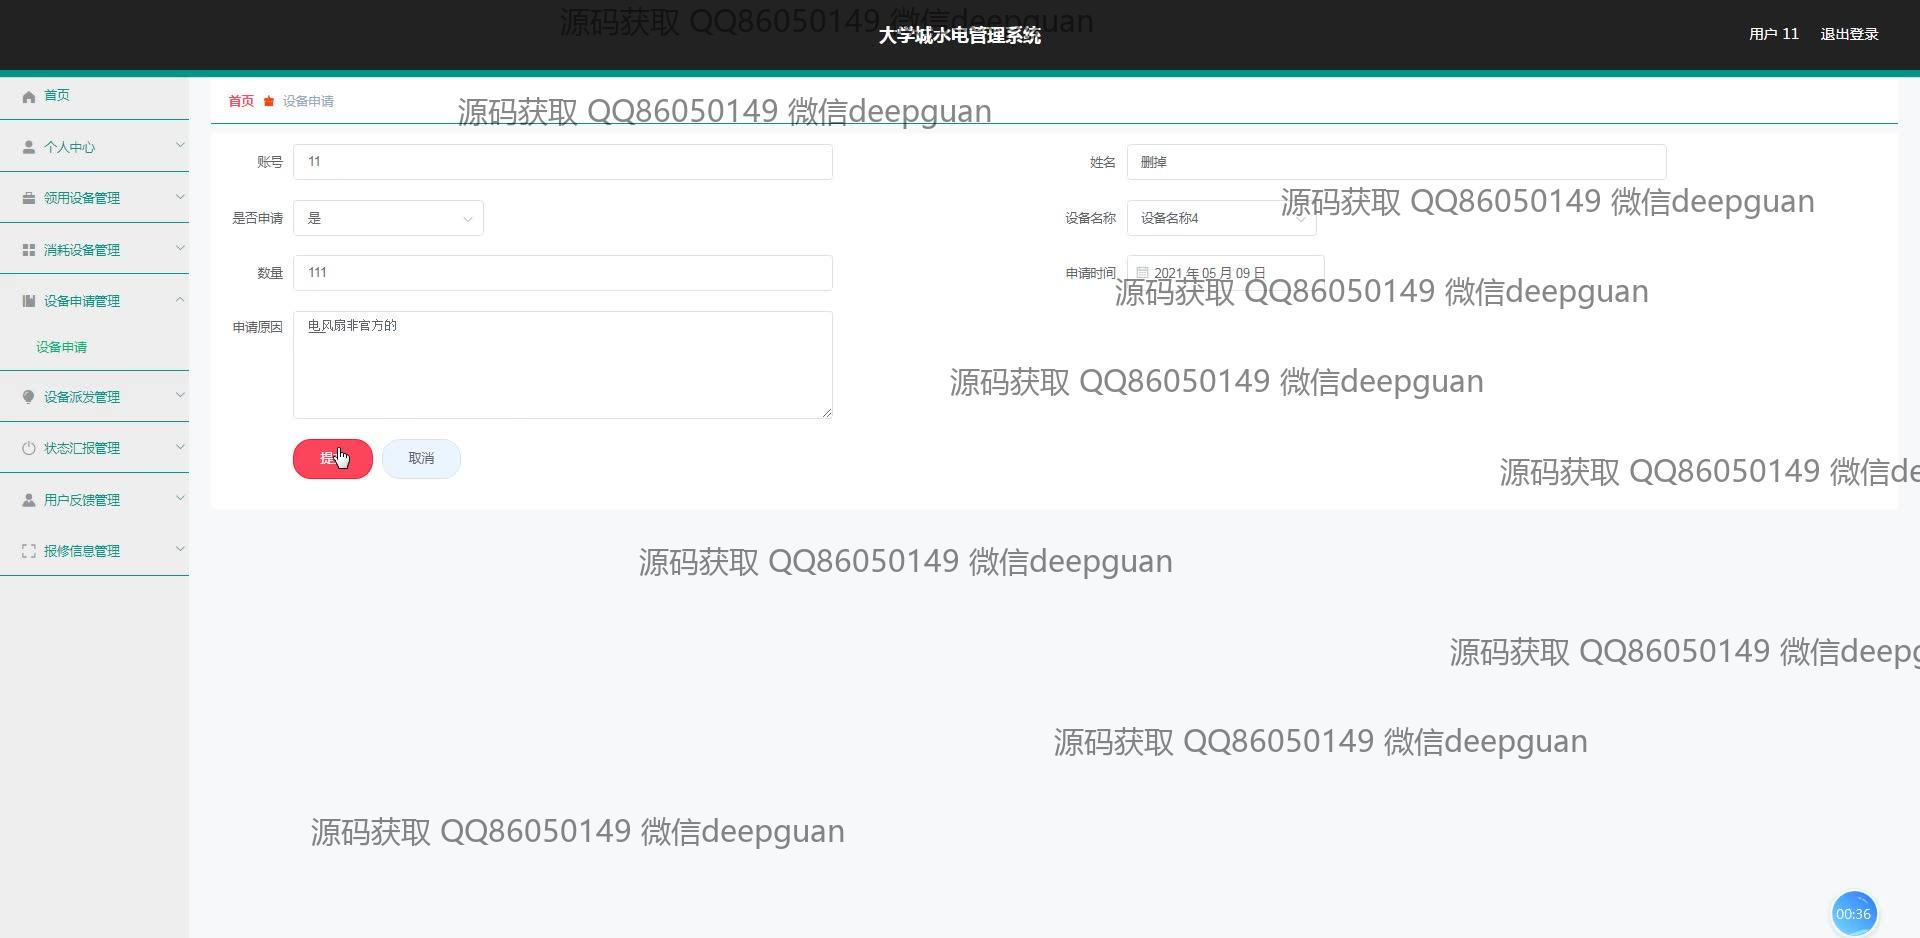 源码获取 QQ86050149 微信deepguan
大学城水电管理系统
用户 11
退出登录
首页
个人中心
领用设备管理
消耗设备管理
设备申请管理
设备申请
设备派发管理
状态汇报管理
用户反馈管理
报修信息管理
首页 设备申请
源码获取 QQ86050149 微信deepguan
账号 11
姓名 删掉
源码获取 QQ86050149 微信deepguan
是否申请 是
设备名称 设备名称4
数量 111
申请时间 2021 年 05 月 09 日
源码获取 QQ86050149 微信deepguan
申请原因 电风扇非官方的
源码获取 QQ86050149 微信deepguan
提
取消
源码获取 QQ86050149 微信de
源码获取 QQ86050149 微信deepguan
源码获取 QQ86050149 微信deep
源码获取 QQ86050149 微信deepguan
源码获取 QQ86050149 微信deepguan
00:36